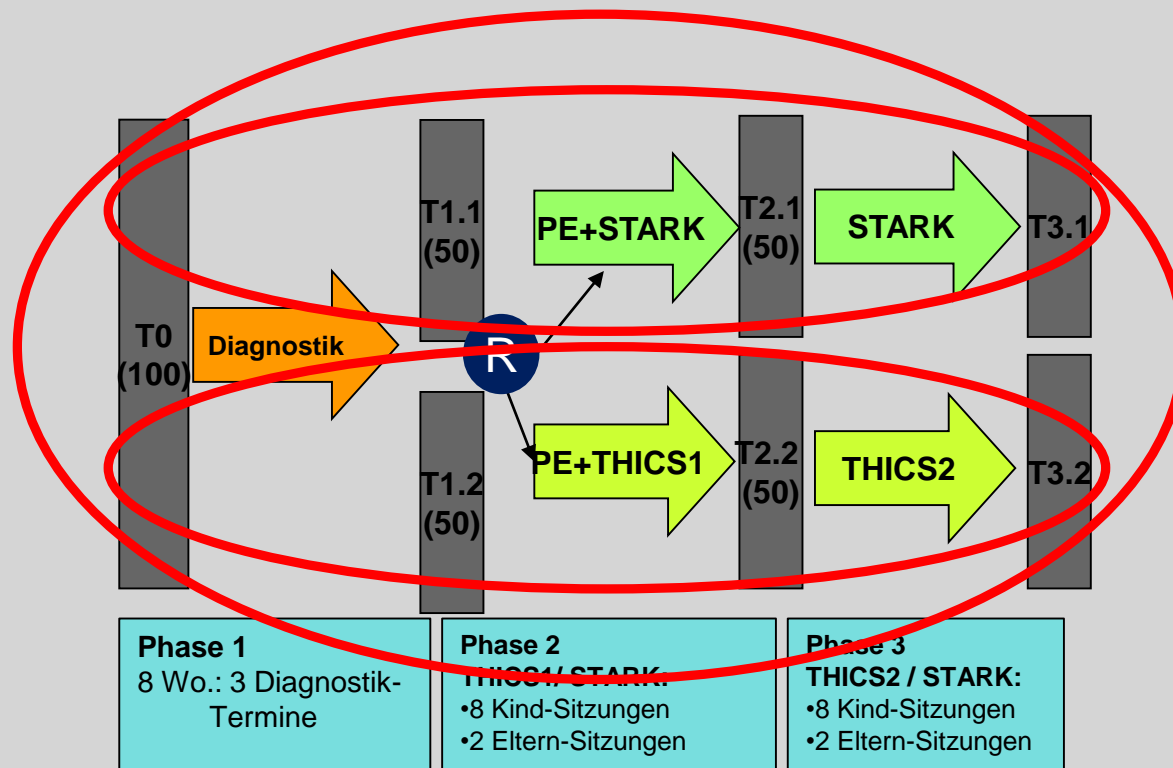 T0
(100)
Diagnostik
T1.1
(50)
T1.2
(50)
R
PE+STARK
PE+THICS1
T2.1
(50)
T2.2
(50)
STARK
THICS2
T3.1
T3.2
Phase 1
8 Wo.: 3 Diagnostik-
Termine
Phase 2
THICS1/ STARK:
•8 Kind-Sitzungen
•2 Eltern-Sitzungen
Phase 3
THICS2 / STARK:
•8 Kind-Sitzungen
•2 Eltern-Sitzungen